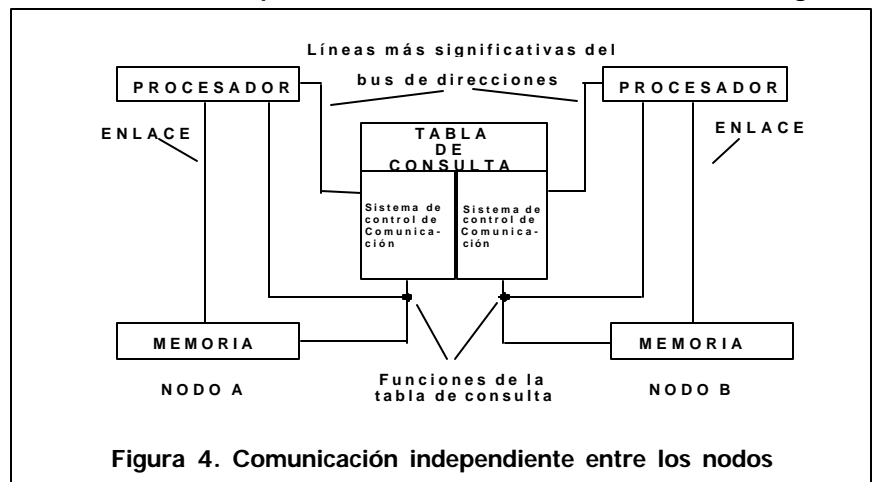 Líneas más significativas del
bus de direcciones
PROCESADOR
PROCESADOR
ENLACE
ENLACE
TABLA
DE
CONSULTA
Sistema de
control de
Comunica-
ción
Sistema de
control de
Comunica-
ción
MEMORIA
MEMORIA
NODO A
Funciones de la
tabla de consulta
NODO B
Figura 4. Comunicación independiente entre los nodos